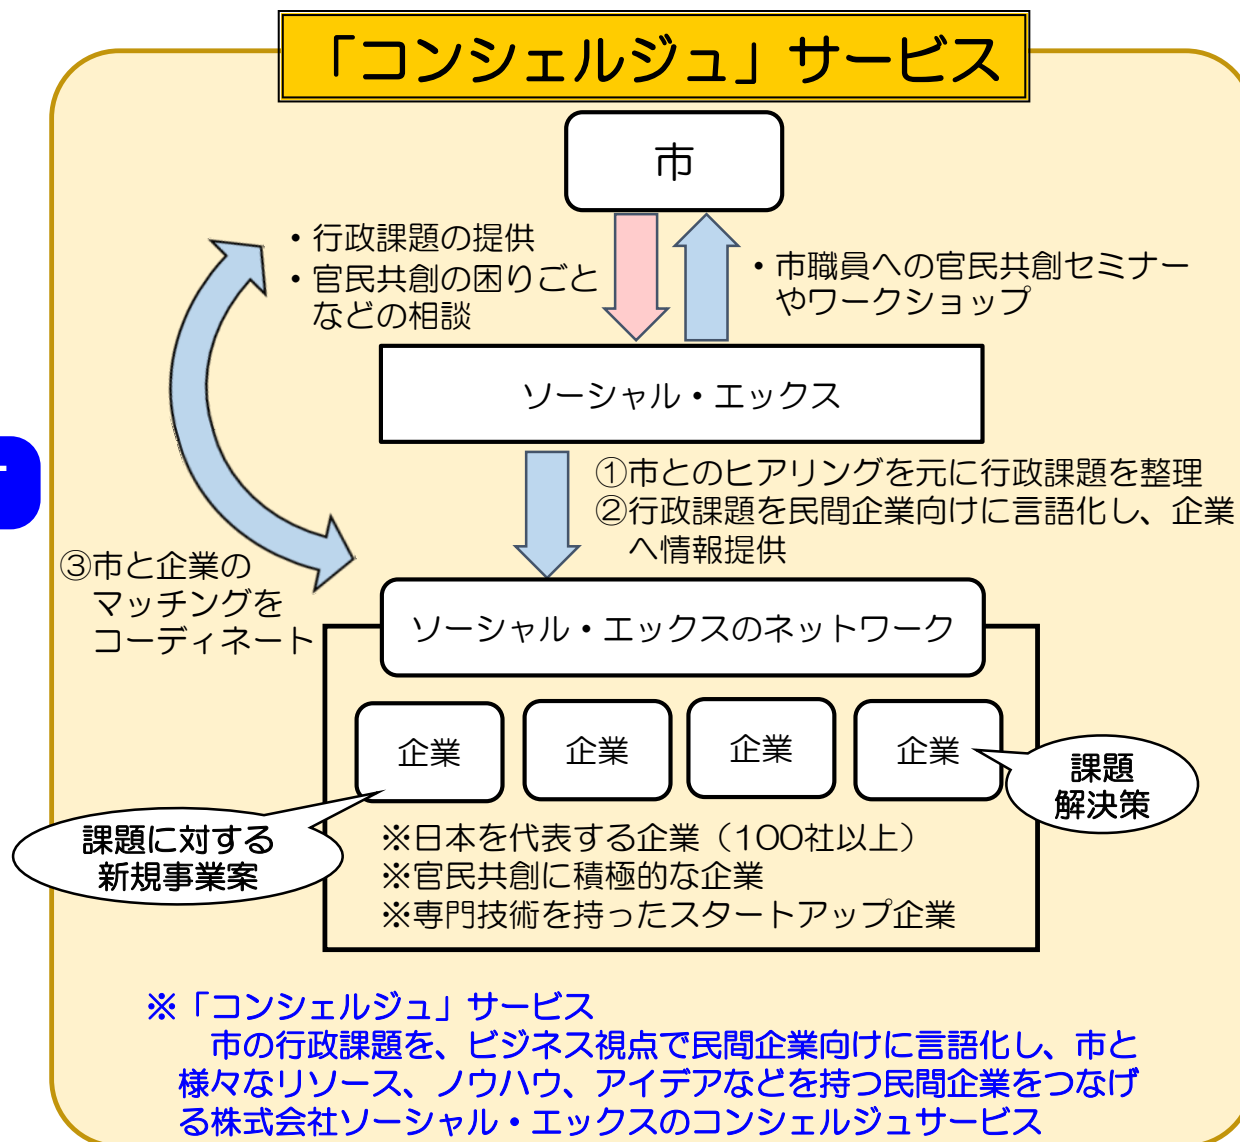 「コンシェルジュ」サービス
市
・行政課題の提供
・官民共創の困りごと
などの相談
・市職員への官民共創セミナー
やワークショップ
ソーシャル・エックス
①市とのヒアリングを元に行政課題を整理
②行政課題を民間企業向けに言語化し、企業
へ情報提供
③市と企業の
マッチングを
コーディネート
ソーシャル・エックスのネットワーク
企業
企業
企業
企業
課題
解決策
課題に対する
新規事業案
※日本を代表する企業（100社以上）
※官民共創に積極的な企業
※専門技術を持ったスタートアップ企業
※「コンシェルジュ」サービス
市の行政課題を、ビジネス視点で民間企業向けに言語化し、市と
様々なリソース、ノウハウ、アイデアなどを持つ民間企業をつなげ
る株式会社ソーシャル・エックスのコンシェルジュサービス